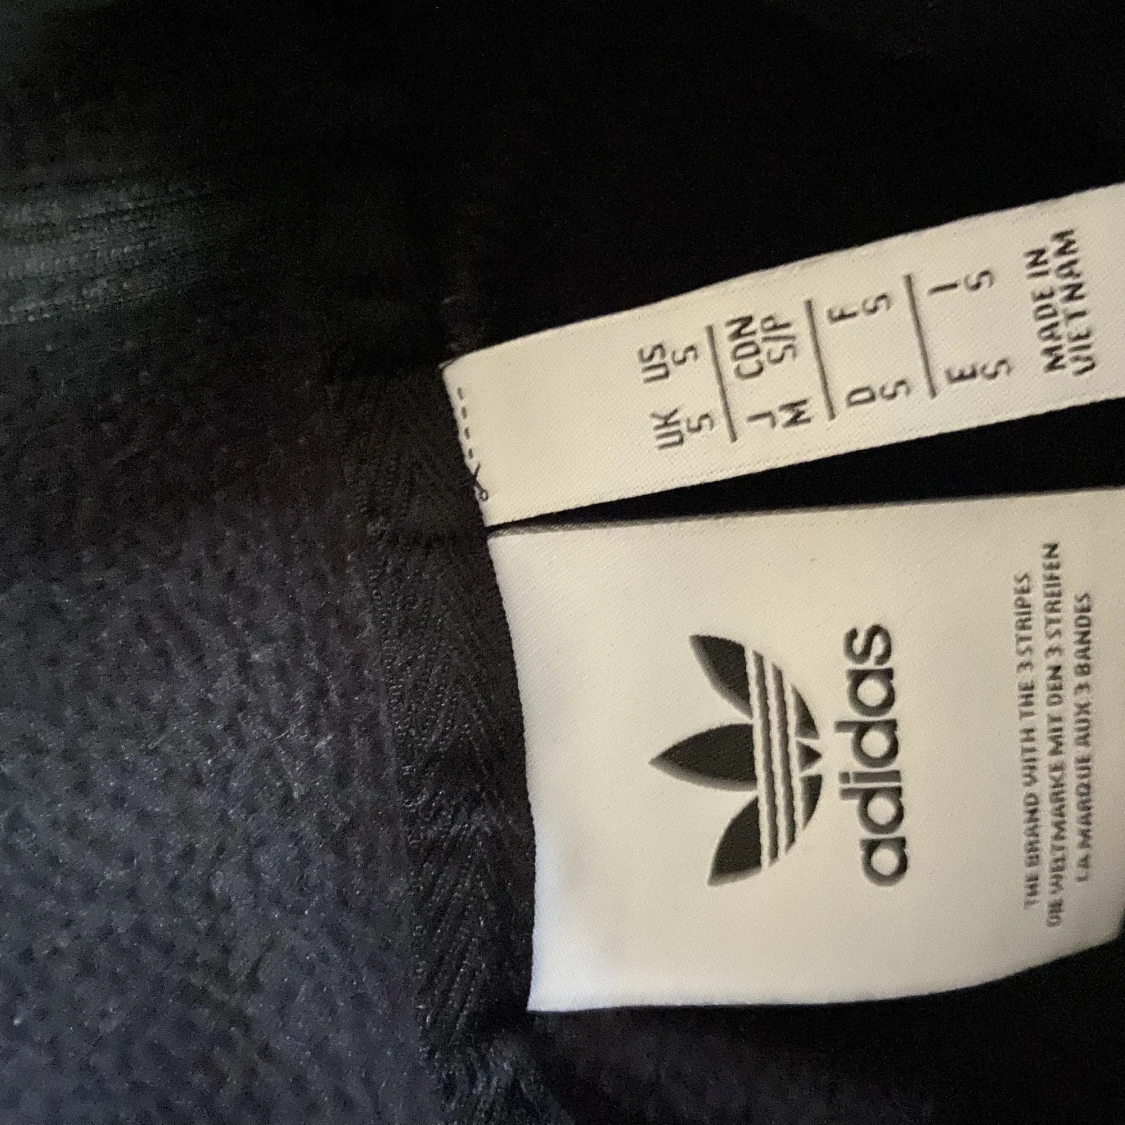 UK US
S S
J CDN
M S/P
D F
S S
E I
S S
MADE IN
VIETNAM
adidas
THE BRAND WITH THE 3 STRIPES
DIE WELTMARKE MIT DEN 3 STREIFEN
LA MARQUE AUX 3 BANDES